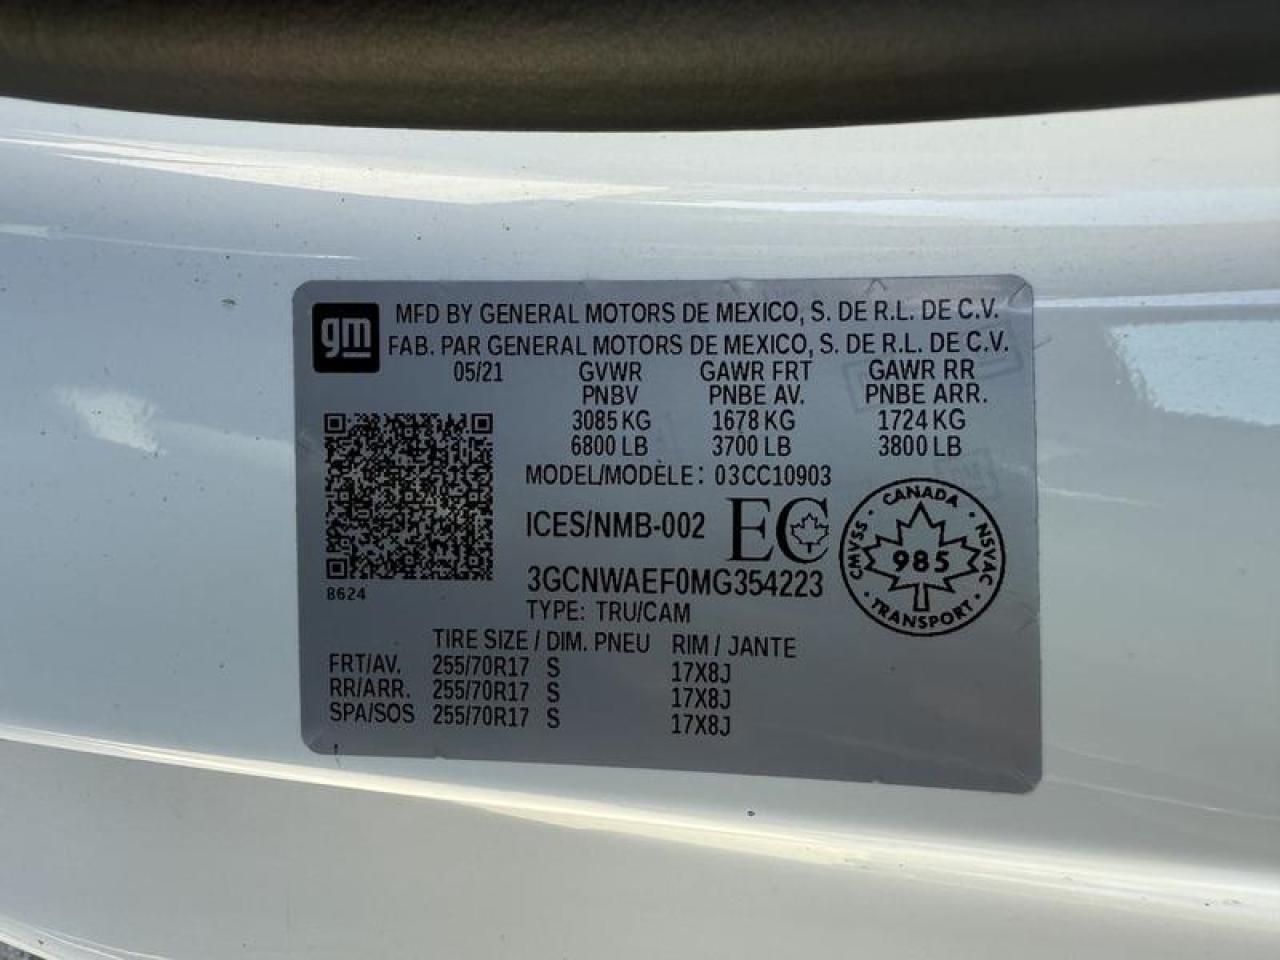 gm
MFD BY GENERAL MOTORS DE MEXICO, S. DE R.L. DE C.V.
FAB. PAR GENERAL MOTORS DE MEXICO, S. DE R.L. DE C.V.
05/21 GVWR GAWR FRT GAWR RR
PNBV PNBE AV. PNBE ARR.
3085 KG 1678 KG 1724 KG
6800 LB 3700 LB 3800 LB
MODEL/MODÈLE: 03CC10903
ICES/NMB-002 EC
CANADA
CMVSS · NSVAC
985
TRANSPORT
3GCNWAEF0MG354223
8624
TYPE: TRU/CAM
TIRE SIZE / DIM. PNEU RIM / JANTE
FRT/AV. 255/70R17 S 17X8J
RR/ARR. 255/70R17 S 17X8J
SPA/SOS 255/70R17 S 17X8J